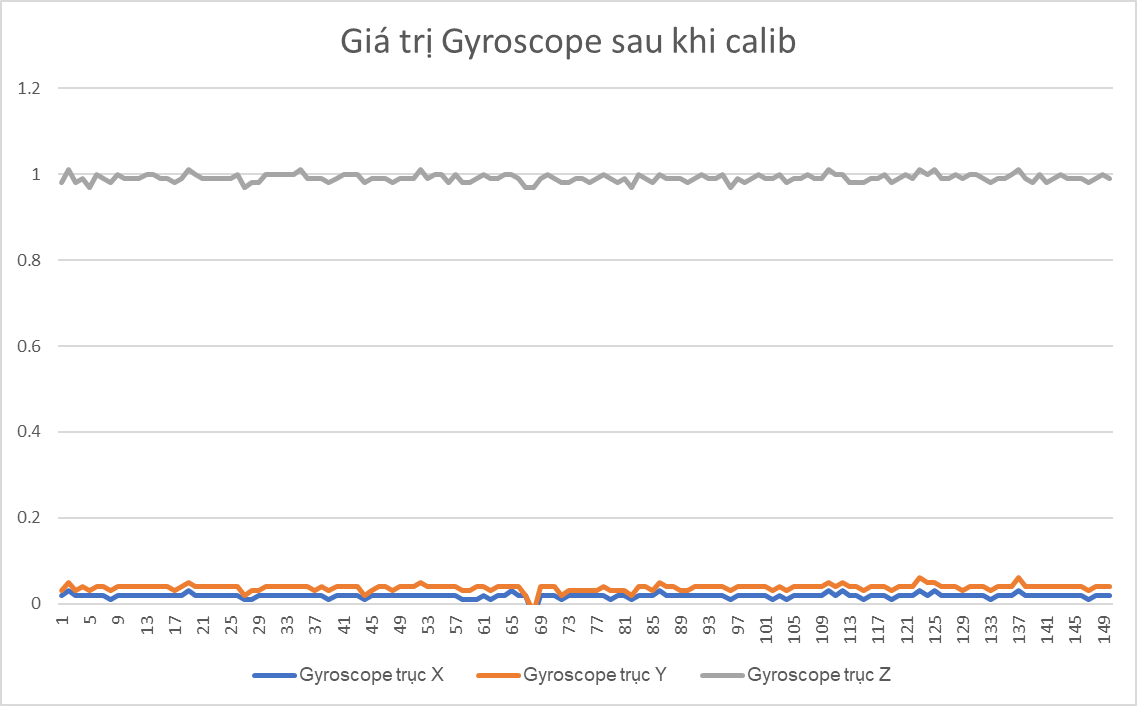 Giá trị Gyroscope sau khi calib
1.2
1
0.8
0.6
0.4
0.2
0
1 5 9 13 17 21 25 29 33 37 41 45 49 53 57 61 65 69 73 77 81 85 89 93 97 101 105 109 113 117 121 125 129 133 137 141 145 149
Gyroscope trục X Gyroscope trục Y Gyroscope trục Z